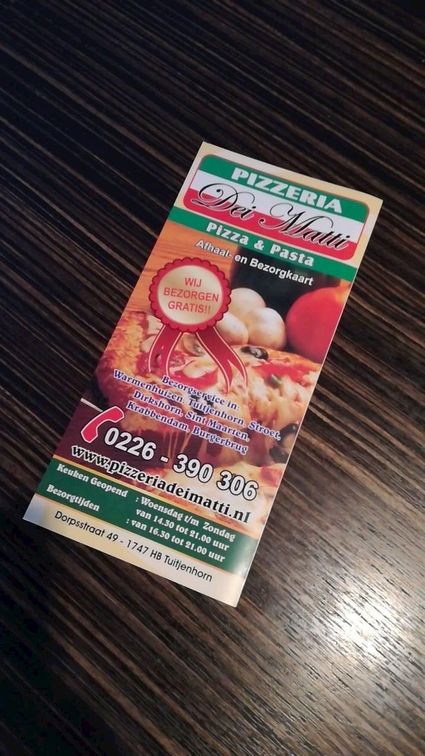 PIZZERIA
Dei Matti
Pizza & Pasta
Afhaal- en Bezorgkaart
WIJ
BEZORGEN
GRATIS!!
Bezorgservice in:
Warmenhuizen, Tuitjenhorn, Stroet,
Dirkshorn, Sint Maarten,
Krabbendam, Burgerbrug
0226 - 390 306
www.pizzeriadeimatti.nl
Keuken Geopend : Woensdag t/m Zondag
van 14.30 tot 21.00 uur
Bezorgtijden : van 16.30 tot 21.00 uur
Dorpsstraat 49 - 1747 HB Tuitjenhorn